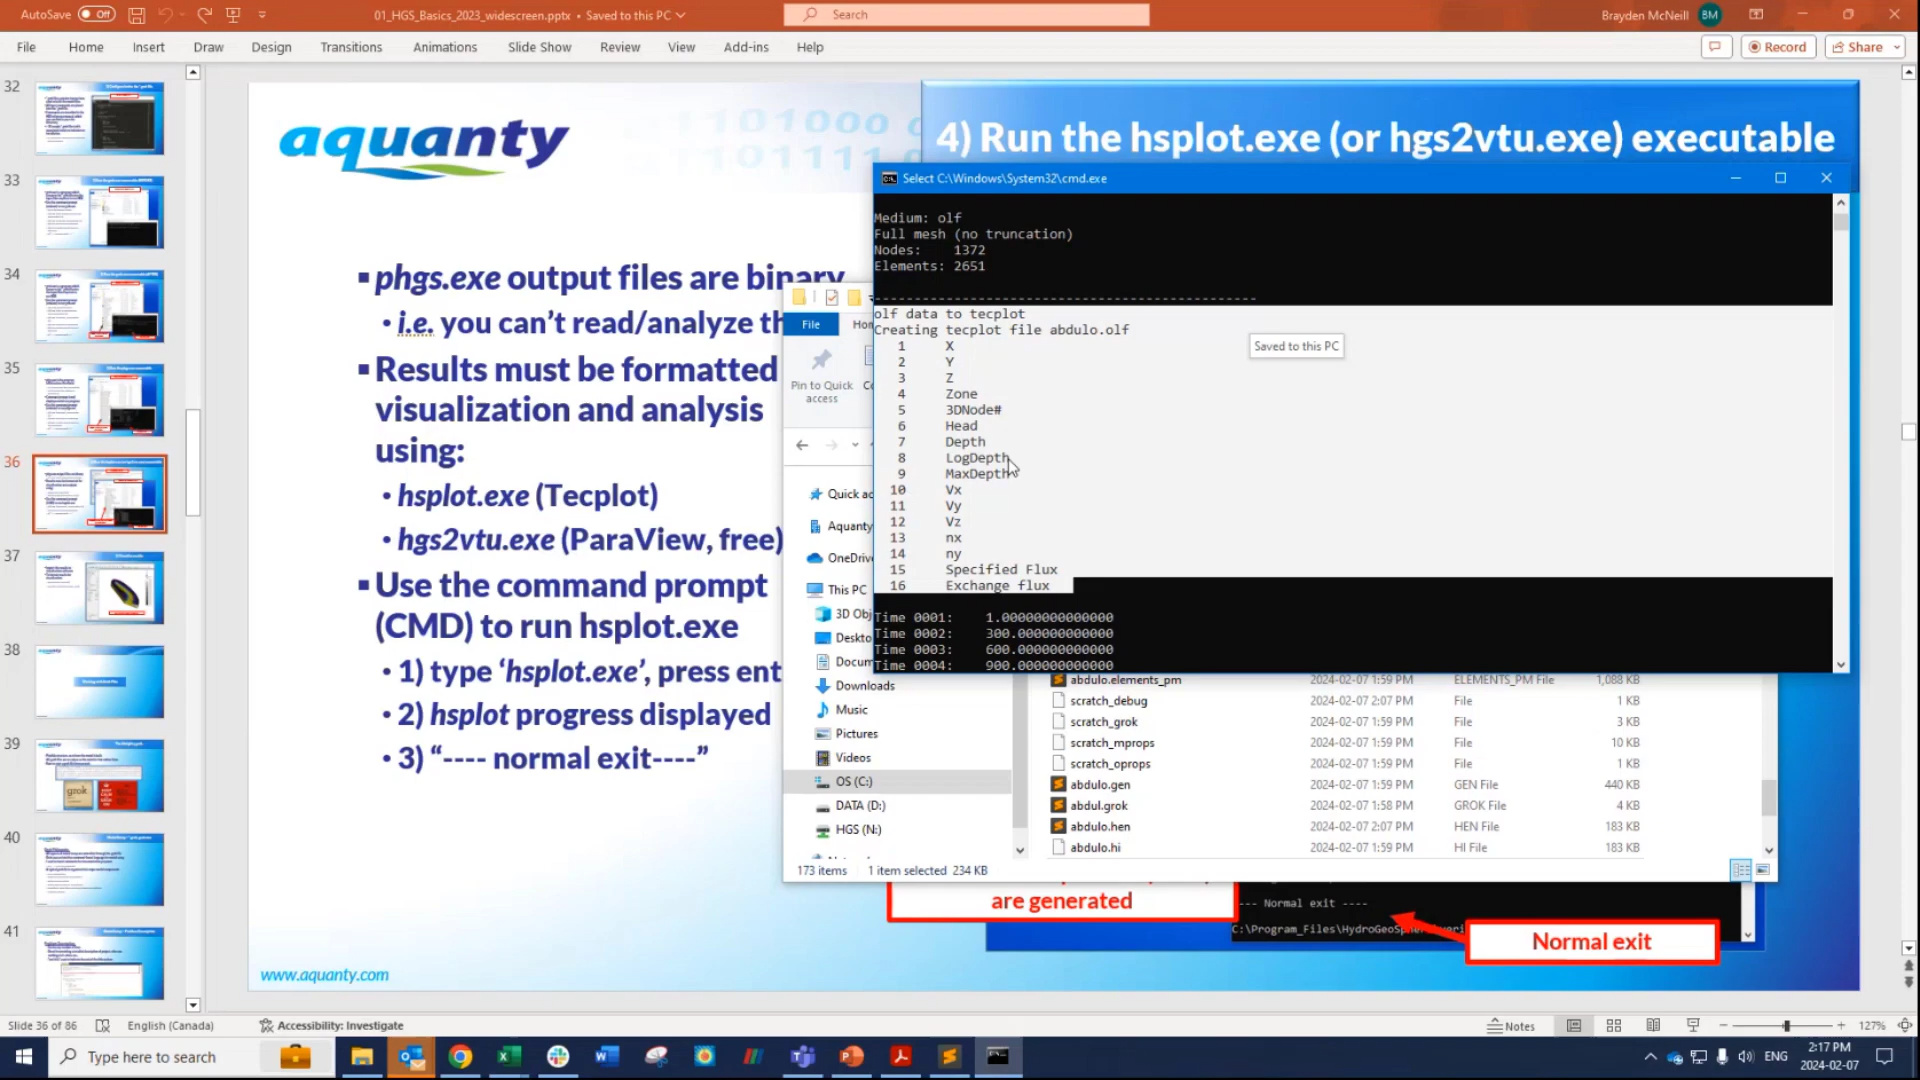 AutoSave Off
01_HGS_Basics_2023_widescreen.pptx • Saved to this PC
Search
Brayden McNeill BM
File Home Insert Draw Design Transitions Animations Slide Show Review View Add-ins Help
Record
Share
32
33
34
35
36
37
38
39
40
41
aquanty
4) Run the hsplot.exe (or hgs2vtu.exe) executable
phgs.exe output files are binary
i.e. you can't read/analyze th
Results must be formatted
visualization and analysis
using:
hsplot.exe (Tecplot)
hgs2vtu.exe (ParaView, free)
Use the command prompt
(CMD) to run hsplot.exe
1) type 'hsplot.exe', press ent
2) hsplot progress displayed
3) "---- normal exit----"
www.aquanty.com
Select C:\Windows\System32\cmd.exe
Medium: olf
Full mesh (no truncation)
Nodes: 1372
Elements: 2651
------------------------------------------------
olf data to tecplot
Creating tecplot file abdulo.olf
1 X
2 Y
3 Z
4 Zone
5 3DNode#
6 Head
7 Depth
8 LogDepth
9 MaxDepth
10 Vx
11 Vy
12 Vz
13 nx
14 ny
15 Specified Flux
16 Exchange flux
Time 0001: 1.00000000000000
Time 0002: 300.000000000000
Time 0003: 600.000000000000
Time 0004: 900.000000000000
Saved to this PC
File
Pin to Quick
access
Quick ac
Aquanty
OneDrive
This PC
3D Obj
Deskto
Docum
Downloads
Music
Pictures
Videos
OS (C:)
DATA (D:)
HGS (N:)
abdulo.elements_pm 2024-02-07 1:59 PM ELEMENTS_PM File 1,088 KB
scratch_debug 2024-02-07 2:07 PM File 1 KB
scratch_grok 2024-02-07 1:59 PM File 3 KB
scratch_mprops 2024-02-07 1:59 PM File 10 KB
scratch_oprops 2024-02-07 1:59 PM File 1 KB
abdulo.gen 2024-02-07 1:59 PM GEN File 440 KB
abdul.grok 2024-02-07 1:58 PM GROK File 4 KB
abdulo.hen 2024-02-07 2:07 PM HEN File 183 KB
abdulo.hi 2024-02-07 1:59 PM HI File 183 KB
173 items 1 item selected 234 KB
are generated
--- Normal exit ----
C:\Program_Files\HydroGeoSphere\veri
Normal exit
Slide 36 of 86 English (Canada) Accessibility: Investigate
Notes
127%
Type here to search
ENG
2:17 PM
2024-02-07